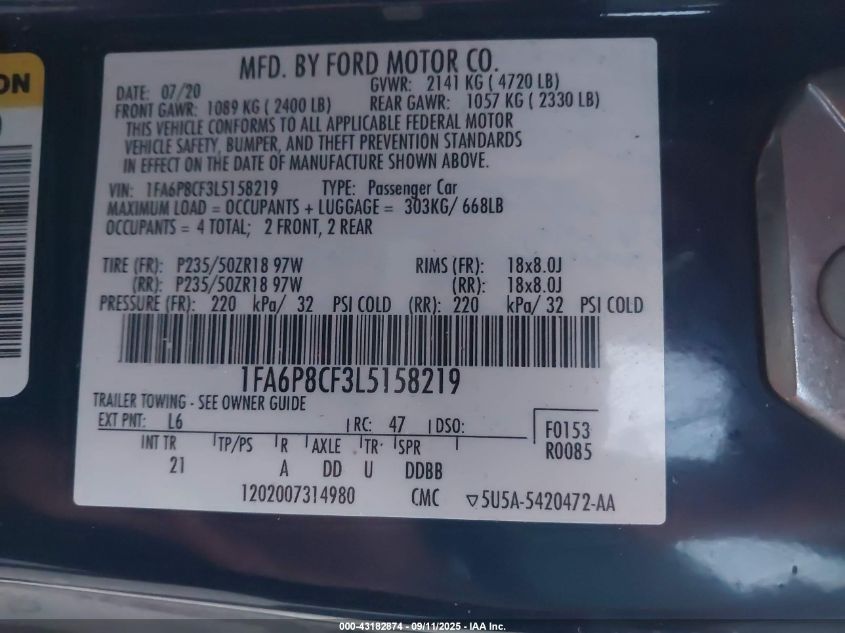 ON
MFD. BY FORD MOTOR CO.
DATE: 07/20 GVWR: 2141 KG ( 4720 LB)
FRONT GAWR: 1089 KG ( 2400 LB) REAR GAWR: 1057 KG ( 2330 LB)
THIS VEHICLE CONFORMS TO ALL APPLICABLE FEDERAL MOTOR
VEHICLE SAFETY, BUMPER, AND THEFT PREVENTION STANDARDS
IN EFFECT ON THE DATE OF MANUFACTURE SHOWN ABOVE.
VIN: 1FA6P8CF3L5158219 TYPE: Passenger Car
MAXIMUM LOAD = OCCUPANTS + LUGGAGE = 303KG/ 668LB
OCCUPANTS = 4 TOTAL; 2 FRONT, 2 REAR
TIRE (FR): P235/50ZR18 97W RIMS (FR): 18x8.0J
(RR): P235/50ZR18 97W (RR): 18x8.0J
PRESSURE (FR): 220 kPa/ 32 PSI COLD (RR): 220 kPa/ 32 PSI COLD
1FA6P8CF3L5158219
TRAILER TOWING - SEE OWNER GUIDE
EXT PNT: L6 RC: 47 DSO:
F0153
R0085
INT TR TP/PS R AXLE TR SPR
21 A DD U DDBB
1202007314980 CMC ▽5U5A-5420472-AA
000-43182874 - 09/11/2025 - IAA Inc.